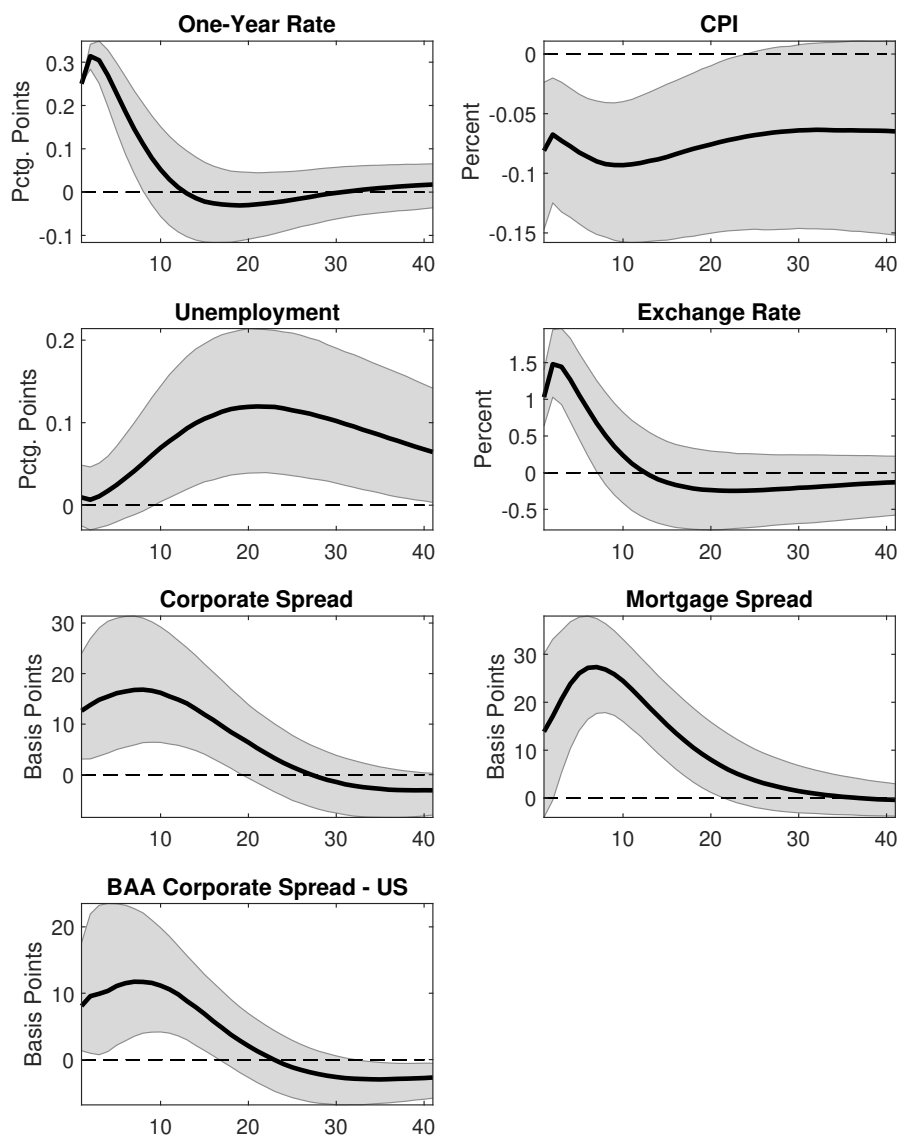 One-Year Rate
Pctg. Points
0.3
0.2
0.1
0
-0.1
10 20 30 40
CPI
Percent
0
-0.05
-0.1
-0.15
10 20 30 40
Unemployment
Pctg. Points
0.2
0.1
0
10 20 30 40
Exchange Rate
Percent
1.5
1
0.5
0
-0.5
10 20 30 40
Corporate Spread
Basis Points
30
20
10
0
10 20 30 40
Mortgage Spread
Basis Points
30
20
10
0
10 20 30 40
BAA Corporate Spread - US
Basis Points
20
10
0
10 20 30 40